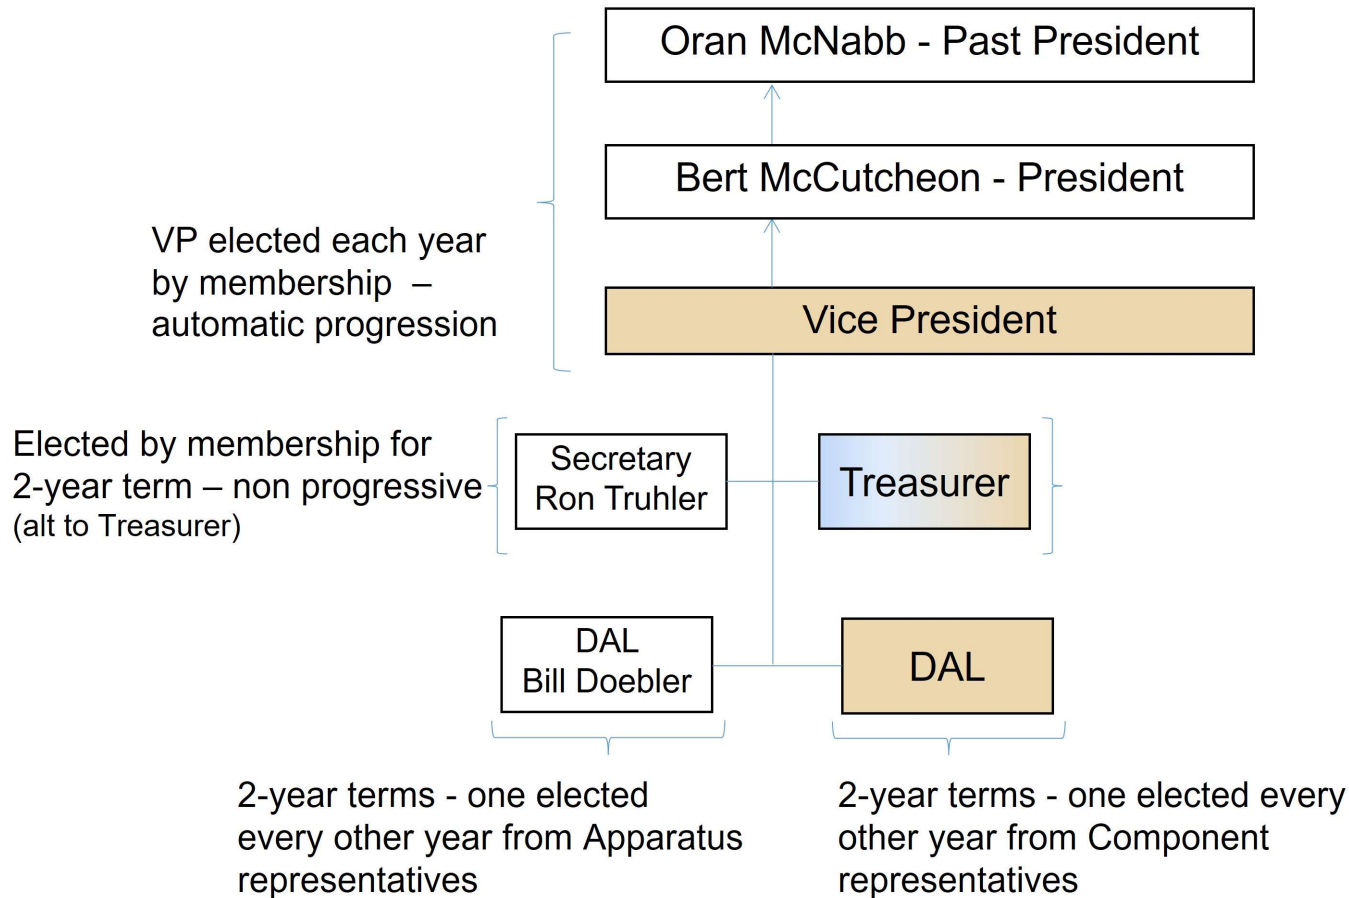 Oran McNabb - Past President
Bert McCutcheon - President
VP elected each year
by membership –
automatic progression
Vice President
Elected by membership for
2-year term – non progressive
(alt to Treasurer)
Secretary
Ron Truhler
Treasurer
DAL
Bill Doebler
DAL
2-year terms - one elected
every other year from Apparatus
representatives
2-year terms - one elected every
other year from Component
representatives